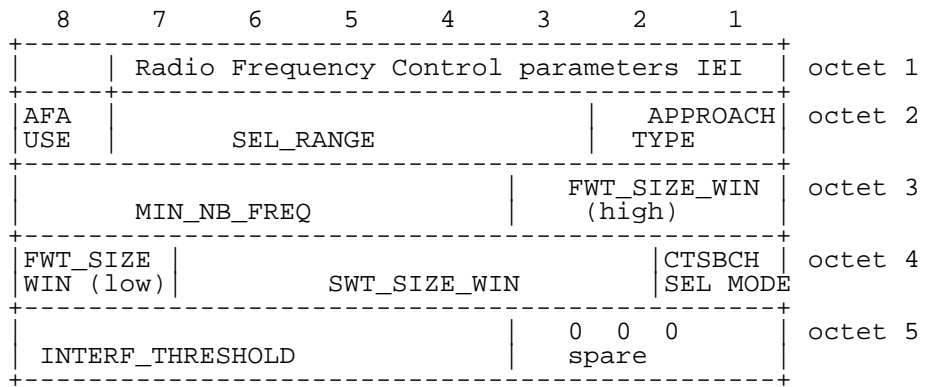 8 7 6 5 4 3 2 1
Radio Frequency Control parameters IEI octet 1
AFA APPROACH octet 2
USE SEL_RANGE TYPE
FWT_SIZE_WIN octet 3
MIN_NB_FREQ (high)
FWT_SIZE CTSBCH octet 4
WIN (low) SWT_SIZE_WIN SEL MODE
0 0 0 octet 5
INTERF_THRESHOLD spare